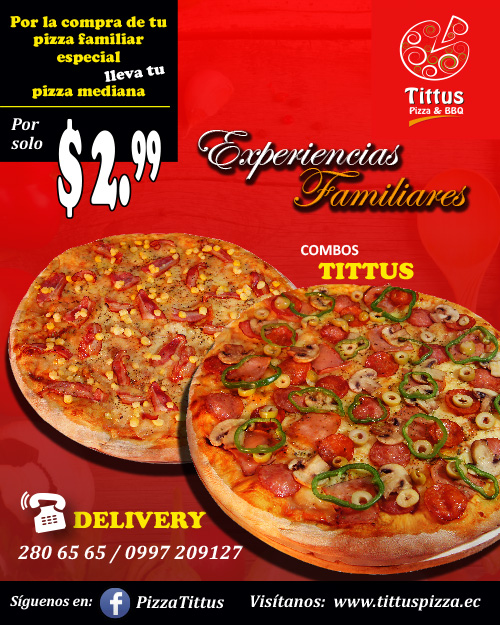 Por la compra de tu
pizza familiar
especial
lleva tu
pizza mediana
Por
solo
$2.99
Tittus
Pizza & BBQ
Experiencias
Familiares
COMBOS
TITTUS
DELIVERY
280 65 65 / 0997 209127
Síguenos en: f PizzaTittus Visítanos: www.tittuspizza.ec